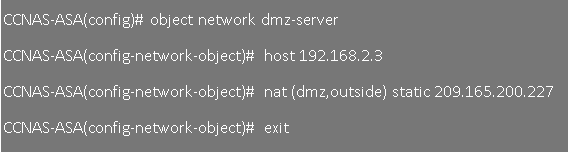 CCNAS-ASA(config)# object network dmz-server
CCNAS-ASA(config-network-object)# host 192.168.2.3
CCNAS-ASA(config-network-object)# nat (dmz,outside) static 209.165.200.227
CCNAS-ASA(config-network-object)# exit